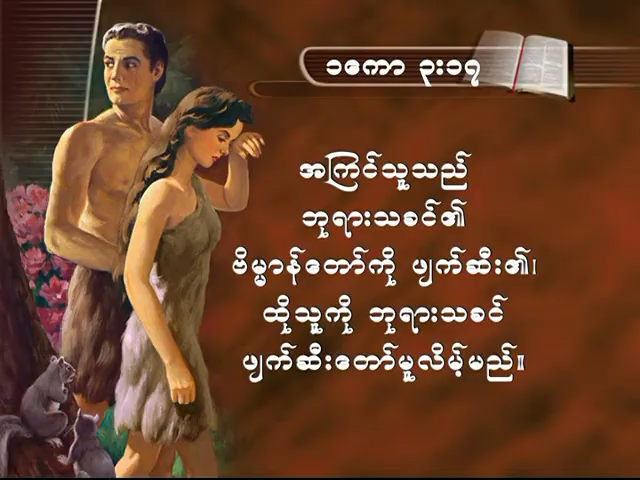 ၁ကော ၃း၁၇
အကြင်သူသည်
ဘုရားသခင်၏
ဗိမ္မာန်တော်ကို ဖျက်ဆီး၏၊
ထိုသူကို ဘုရားသခင်
ဖျက်ဆီးတော်မူလိမ့်မည်။